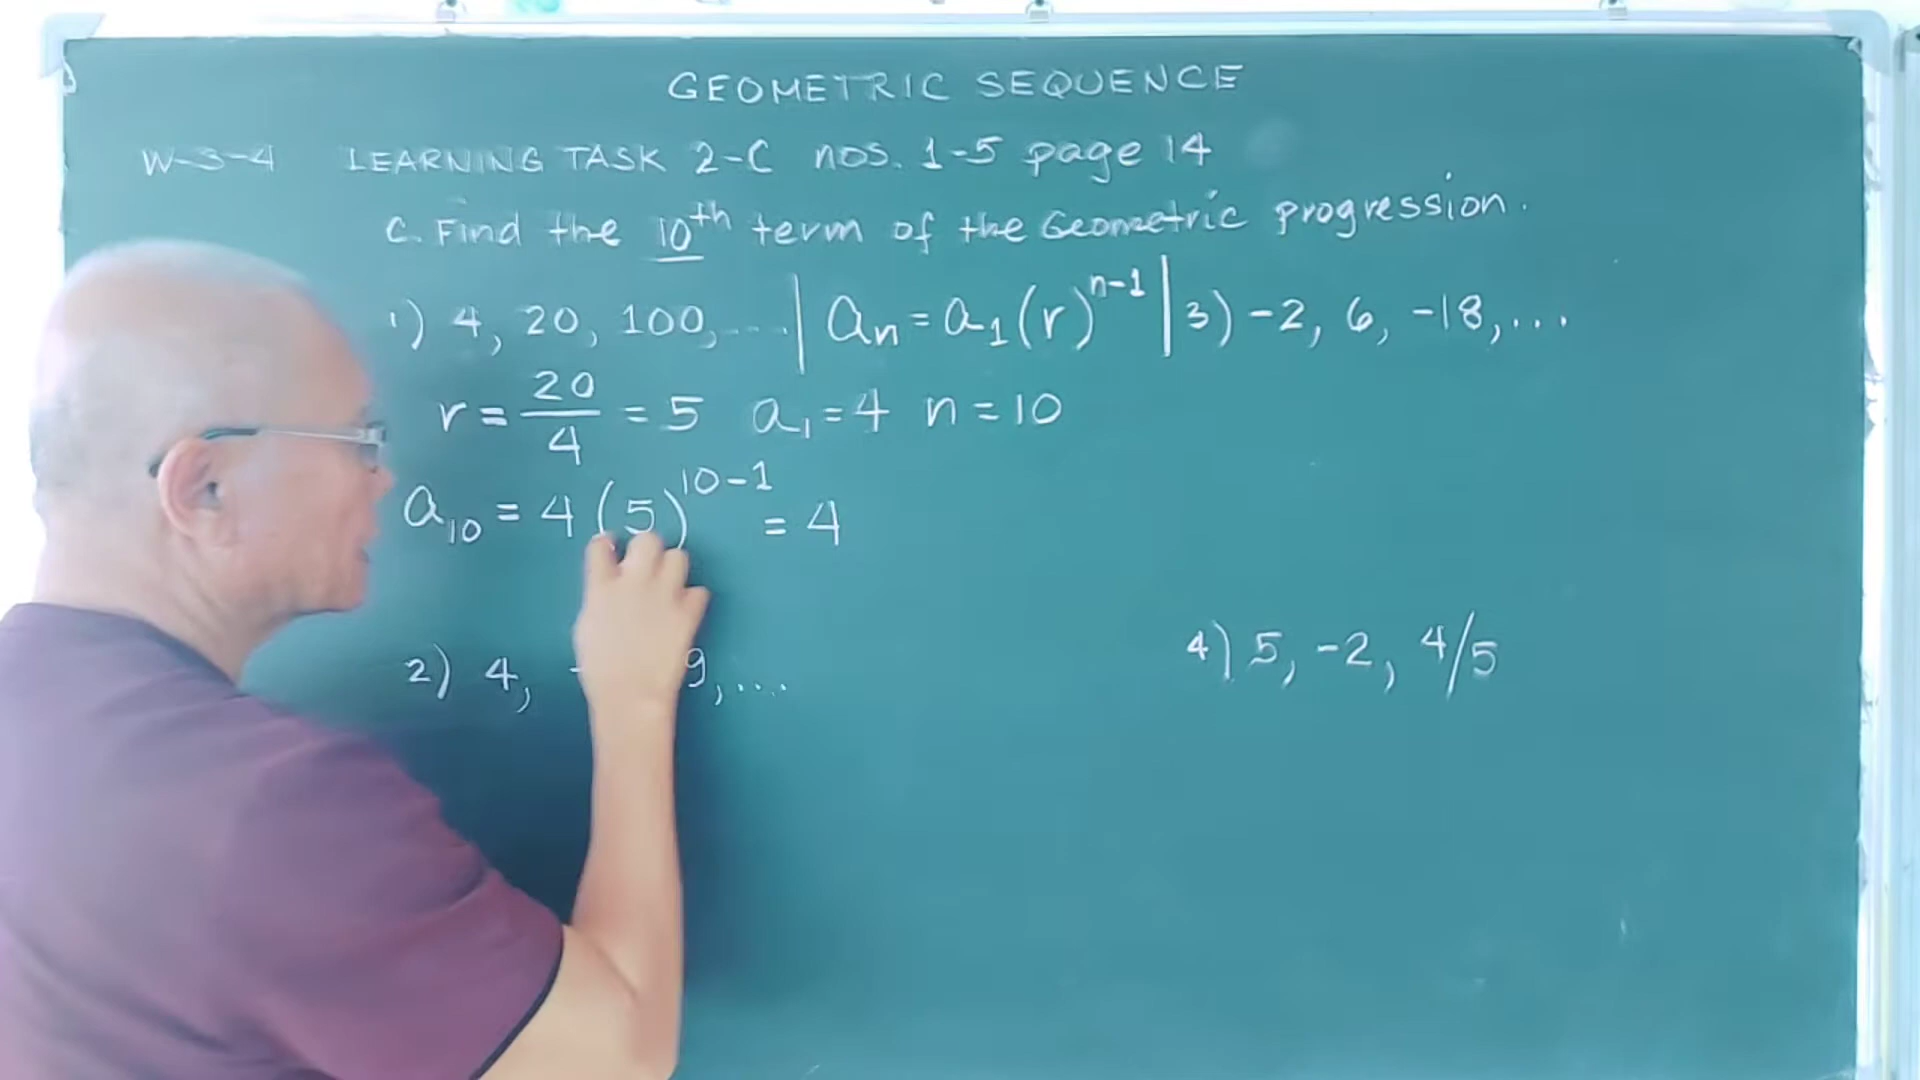 GEOMETRIC SEQUENCE
W-3-4 LEARNING TASK 2-C nos. 1-5 page 14
C. Find the 10th term of the Geometric progression.
1) 4, 20, 100, ... | an = a1(r)^n-1 | 3) -2, 6, -18, ...
r = 20/4 = 5 a1 = 4 n = 10
a10 = 4(5)^10-1 = 4
2) 4, 9, ....
4) 5, -2, 4/5